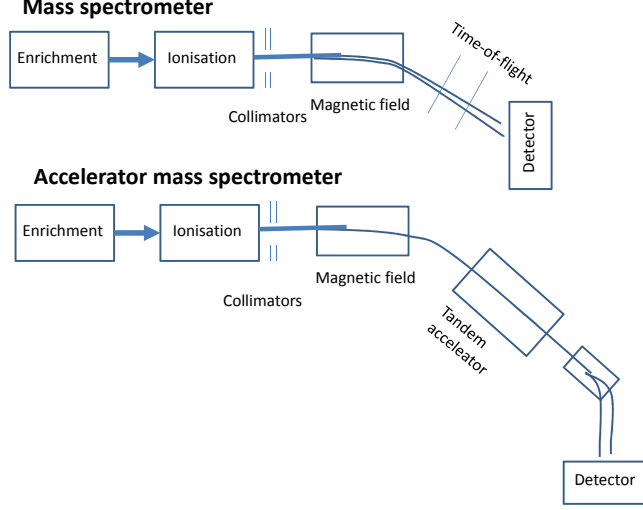 Mass spectrometer
Enrichment
Ionisation
Collimators
Magnetic field
Time-of-flight
Detector
Accelerator mass spectrometer
Enrichment
Ionisation
Collimators
Magnetic field
Tandem
acceleator
Detector